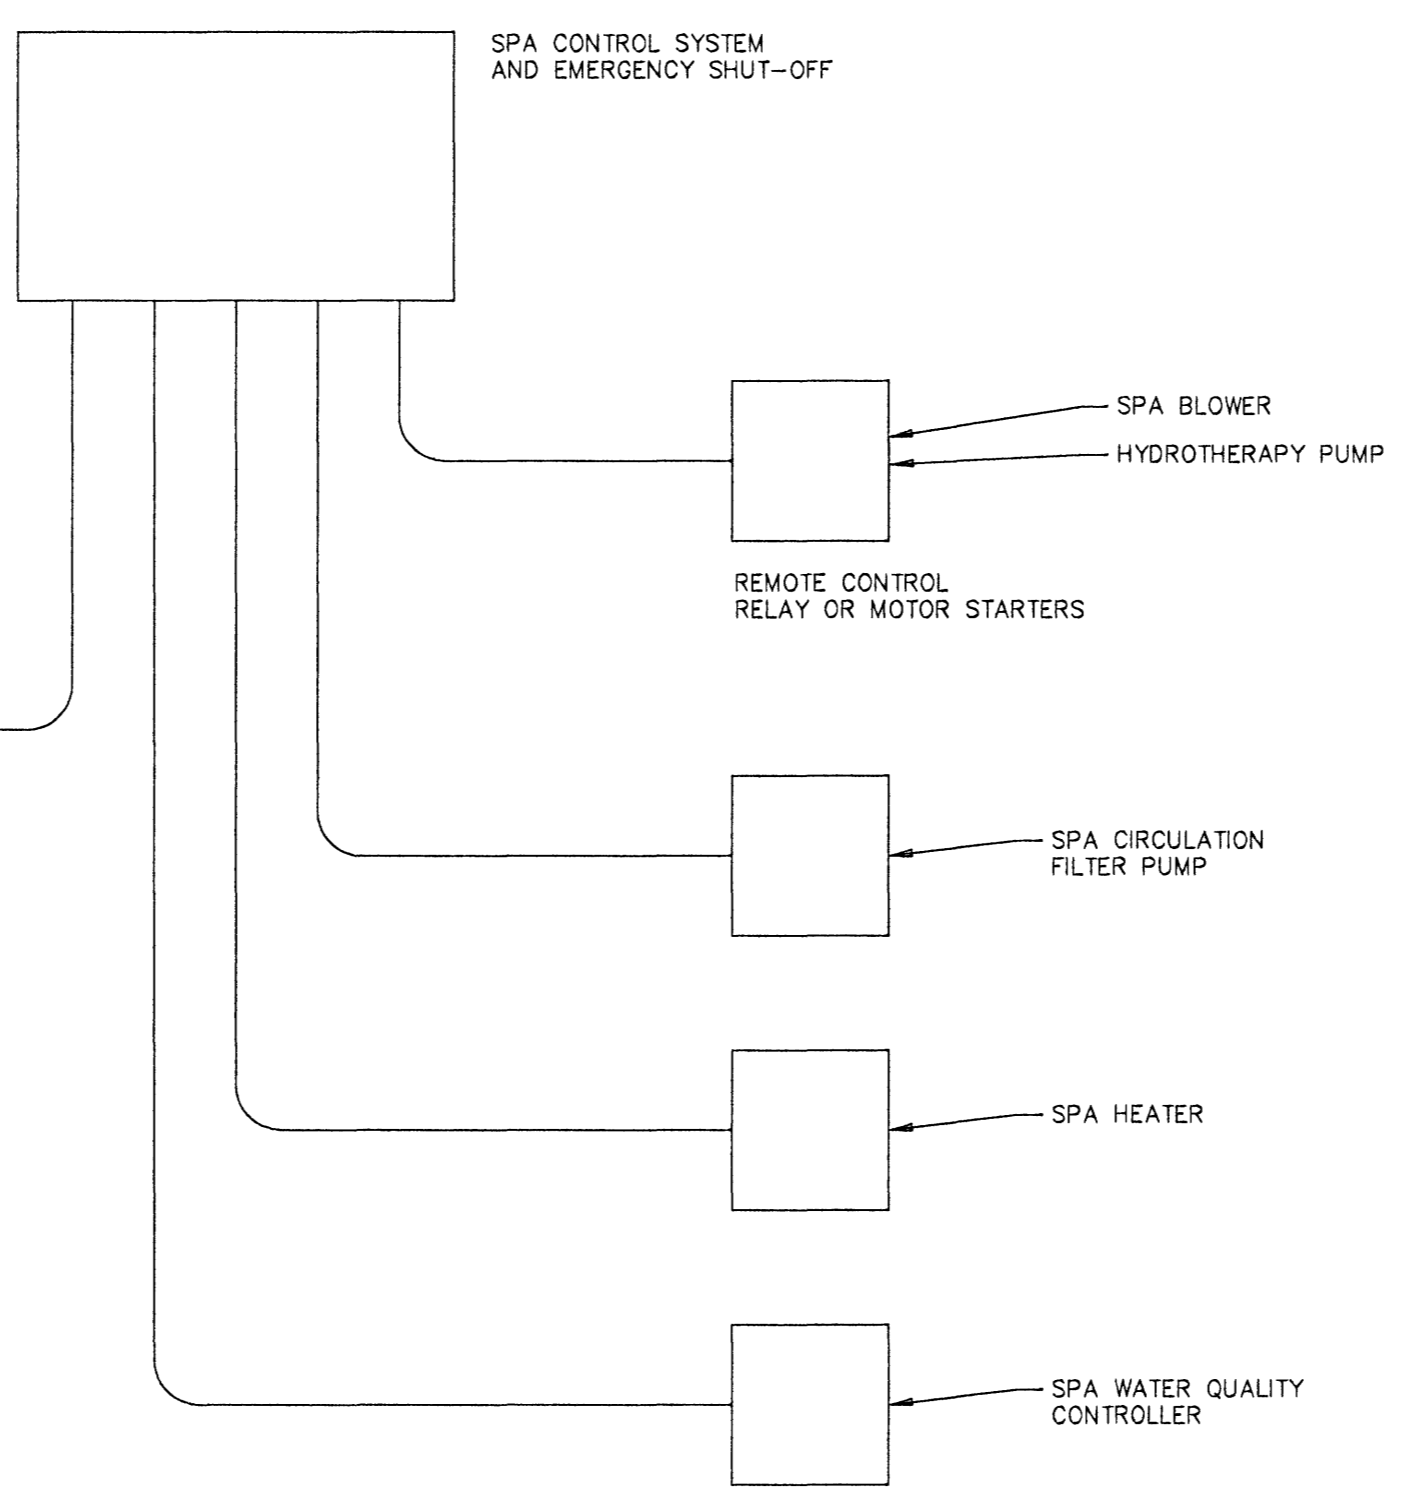 SPA CONTROL SYSTEM
AND EMERGENCY SHUT-OFF
SPA BLOWER
HYDROTHERAPY PUMP
REMOTE CONTROL
RELAY OR MOTOR STARTERS
SPA CIRCULATION
FILTER PUMP
SPA HEATER
SPA WATER QUALITY
CONTROLLER